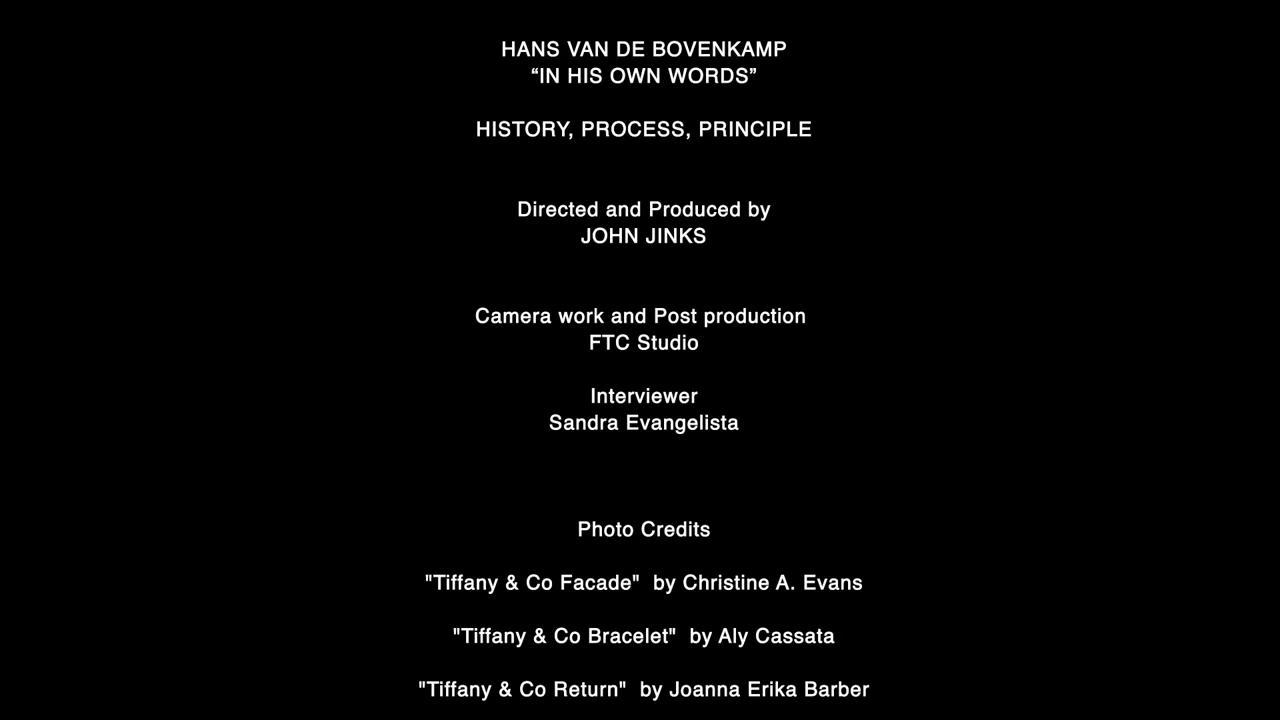 HANS VAN DE BOVENKAMP
“IN HIS OWN WORDS”
HISTORY, PROCESS, PRINCIPLE
Directed and Produced by
JOHN JINKS
Camera work and Post production
FTC Studio
Interviewer
Sandra Evangelista
Photo Credits
"Tiffany & Co Facade"  by Christine A. Evans
"Tiffany & Co Bracelet"  by Aly Cassata
"Tiffany & Co Return"  by Joanna Erika Barber